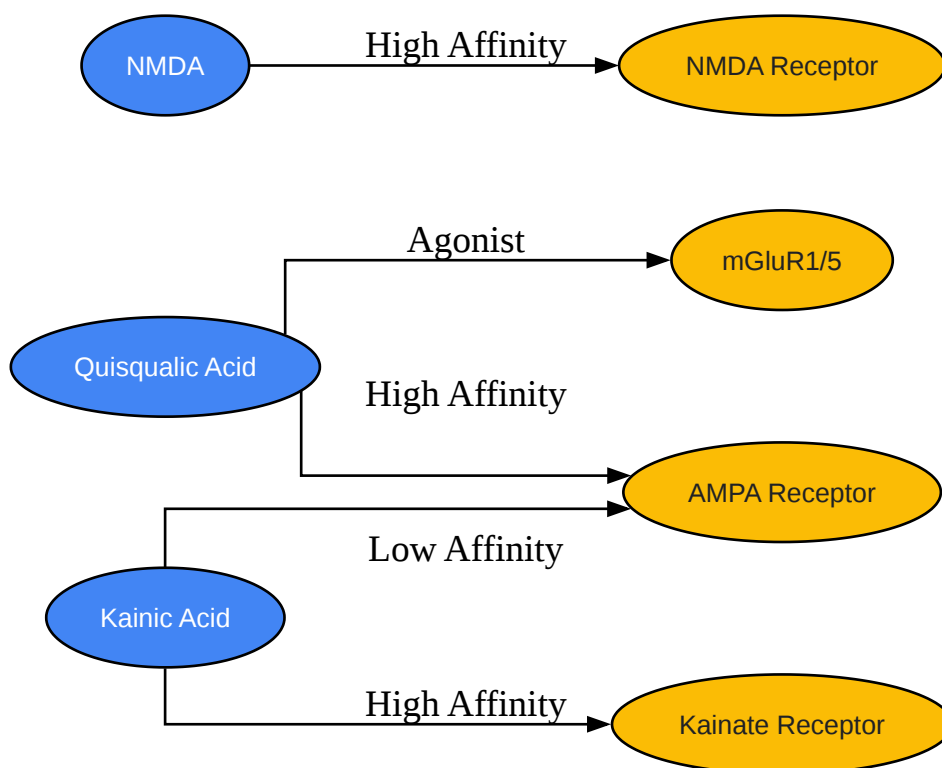 NMDA
High Affinity
NMDA Receptor
Agonist
mGluR1/5
Quisqualic Acid
High Affinity
AMPA Receptor
Low Affinity
Kainic Acid
High Affinity
Kainate Receptor